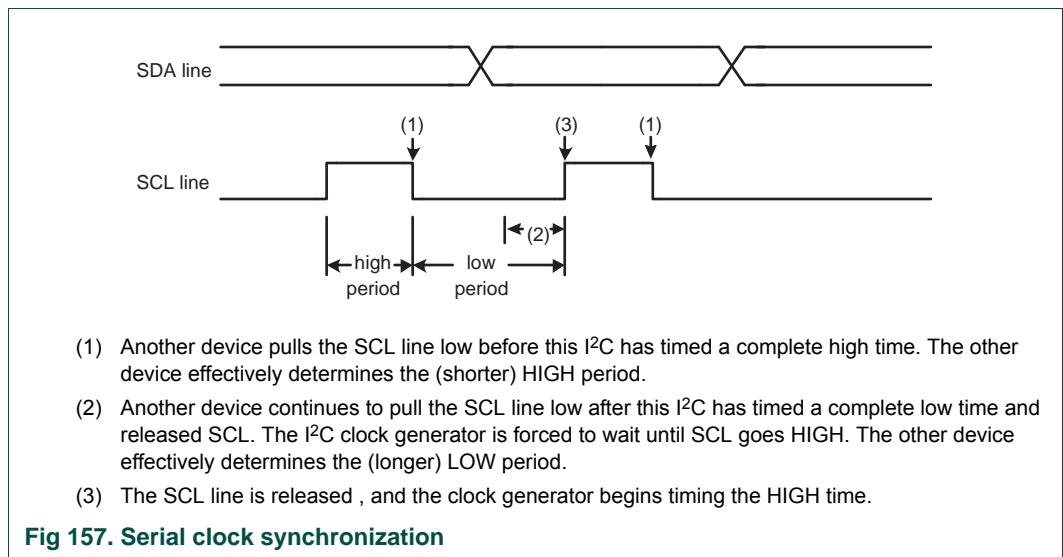 SDA line
(1) (3) (1)
SCL line
(2)
high low
period period
(1) Another device pulls the SCL line low before this I²C has timed a complete high time. The other
device effectively determines the (shorter) HIGH period.
(2) Another device continues to pull the SCL line low after this I²C has timed a complete low time and
released SCL. The I²C clock generator is forced to wait until SCL goes HIGH. The other device
effectively determines the (longer) LOW period.
(3) The SCL line is released , and the clock generator begins timing the HIGH time.
Fig 157. Serial clock synchronization